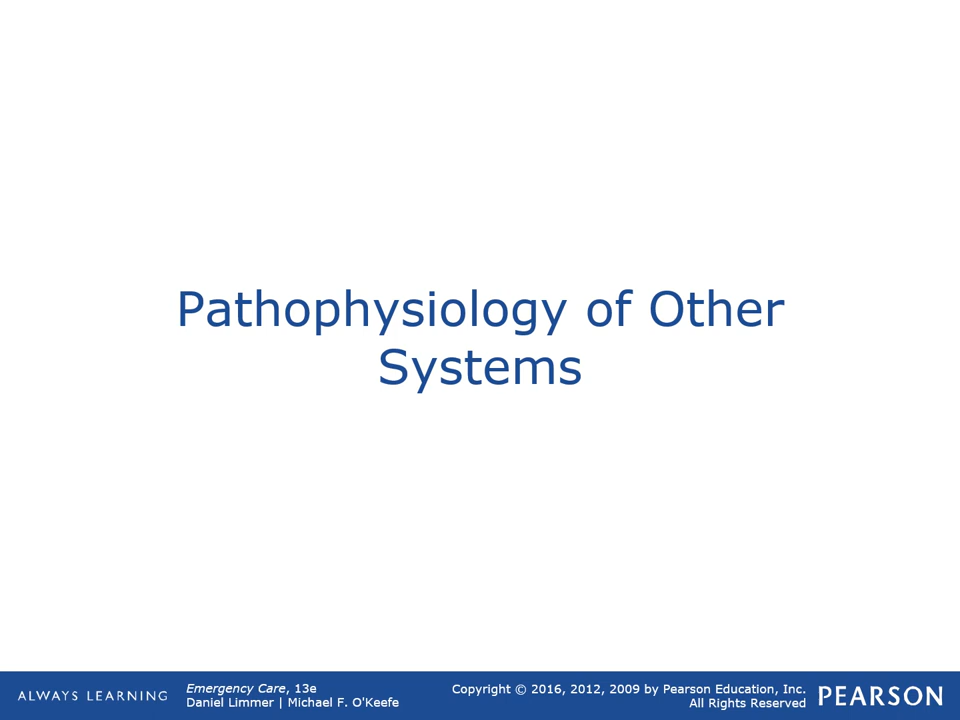 Pathophysiology of Other
Systems
ALWAYS LEARNING
Emergency Care, 13e
Daniel Limmer | Michael F. O'Keefe
Copyright © 2016, 2012, 2009 by Pearson Education, Inc.
All Rights Reserved
PEARSON